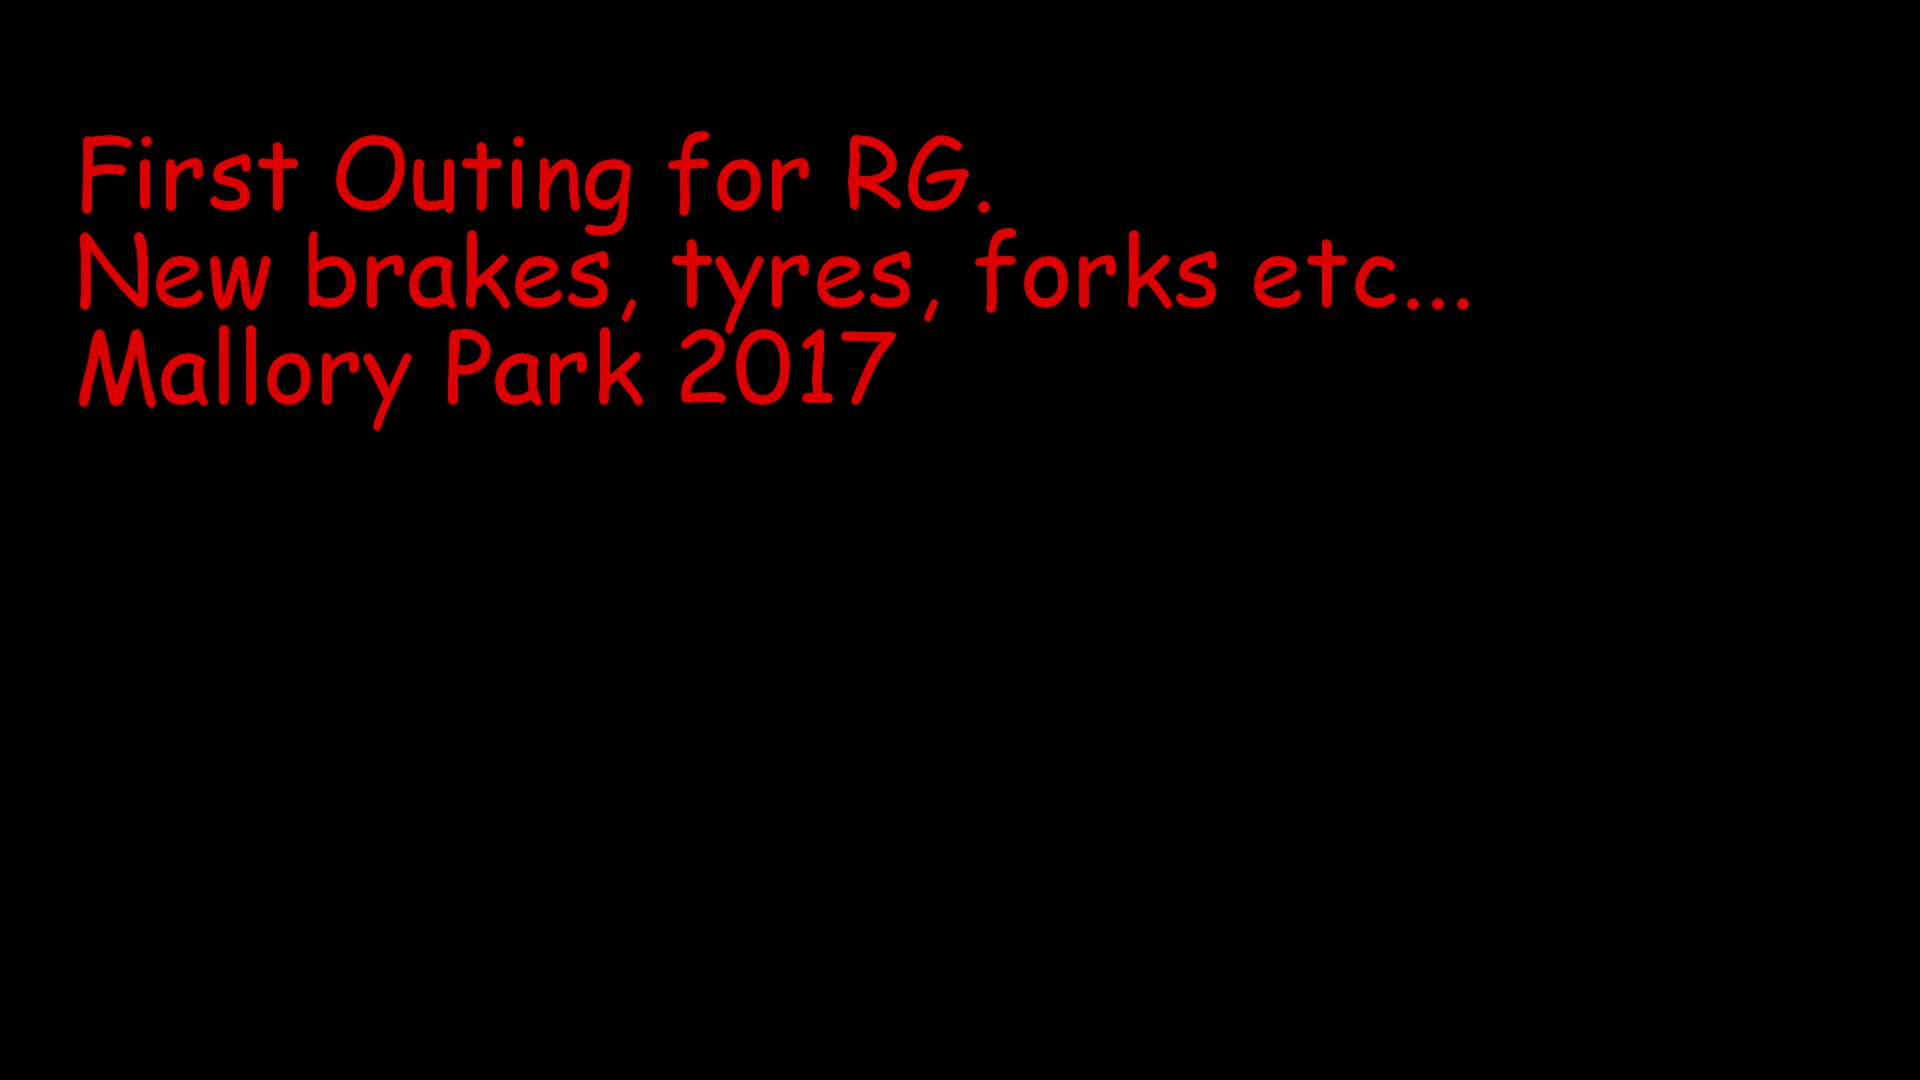 First Outing for RG.
New brakes, tyres, forks etc...
Mallory Park 2017